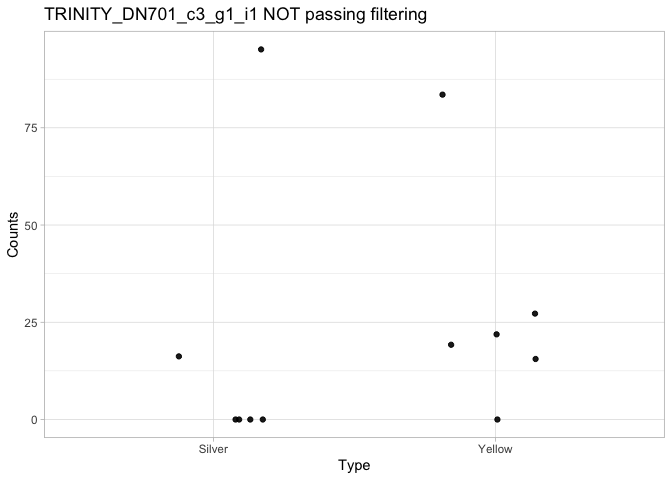 TRINITY_DN701_c3_g1_i1 NOT passing filtering
75
50
25
0
Counts
Silver
Yellow
Type